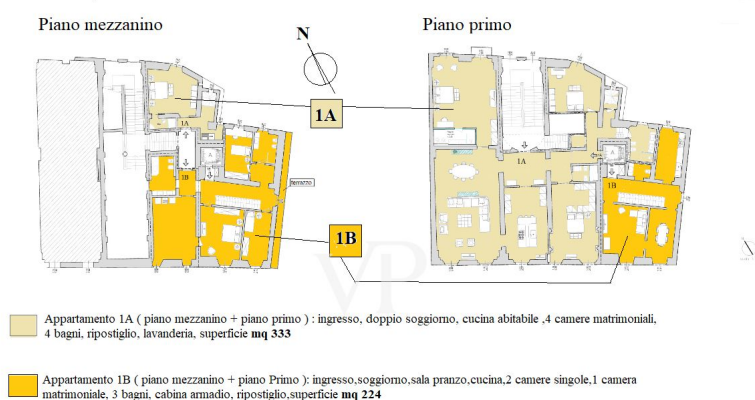 Piano mezzanino
Piano primo
N
1A
1A
1A
A
A
1B
terrazzo
1B
1B
VP
Appartamento 1A ( piano mezzanino + piano primo ) : ingresso, doppio soggiorno, cucina abitabile ,4 camere matrimoniali,
4 bagni, ripostiglio, lavanderia, superficie mq 333
Appartamento 1B ( piano mezzanino + piano Primo ): ingresso,soggiorno,sala pranzo,cucina,2 camere singole,1 camera
matrimoniale, 3 bagni, cabina armadio, ripostiglio,superficie mq 224